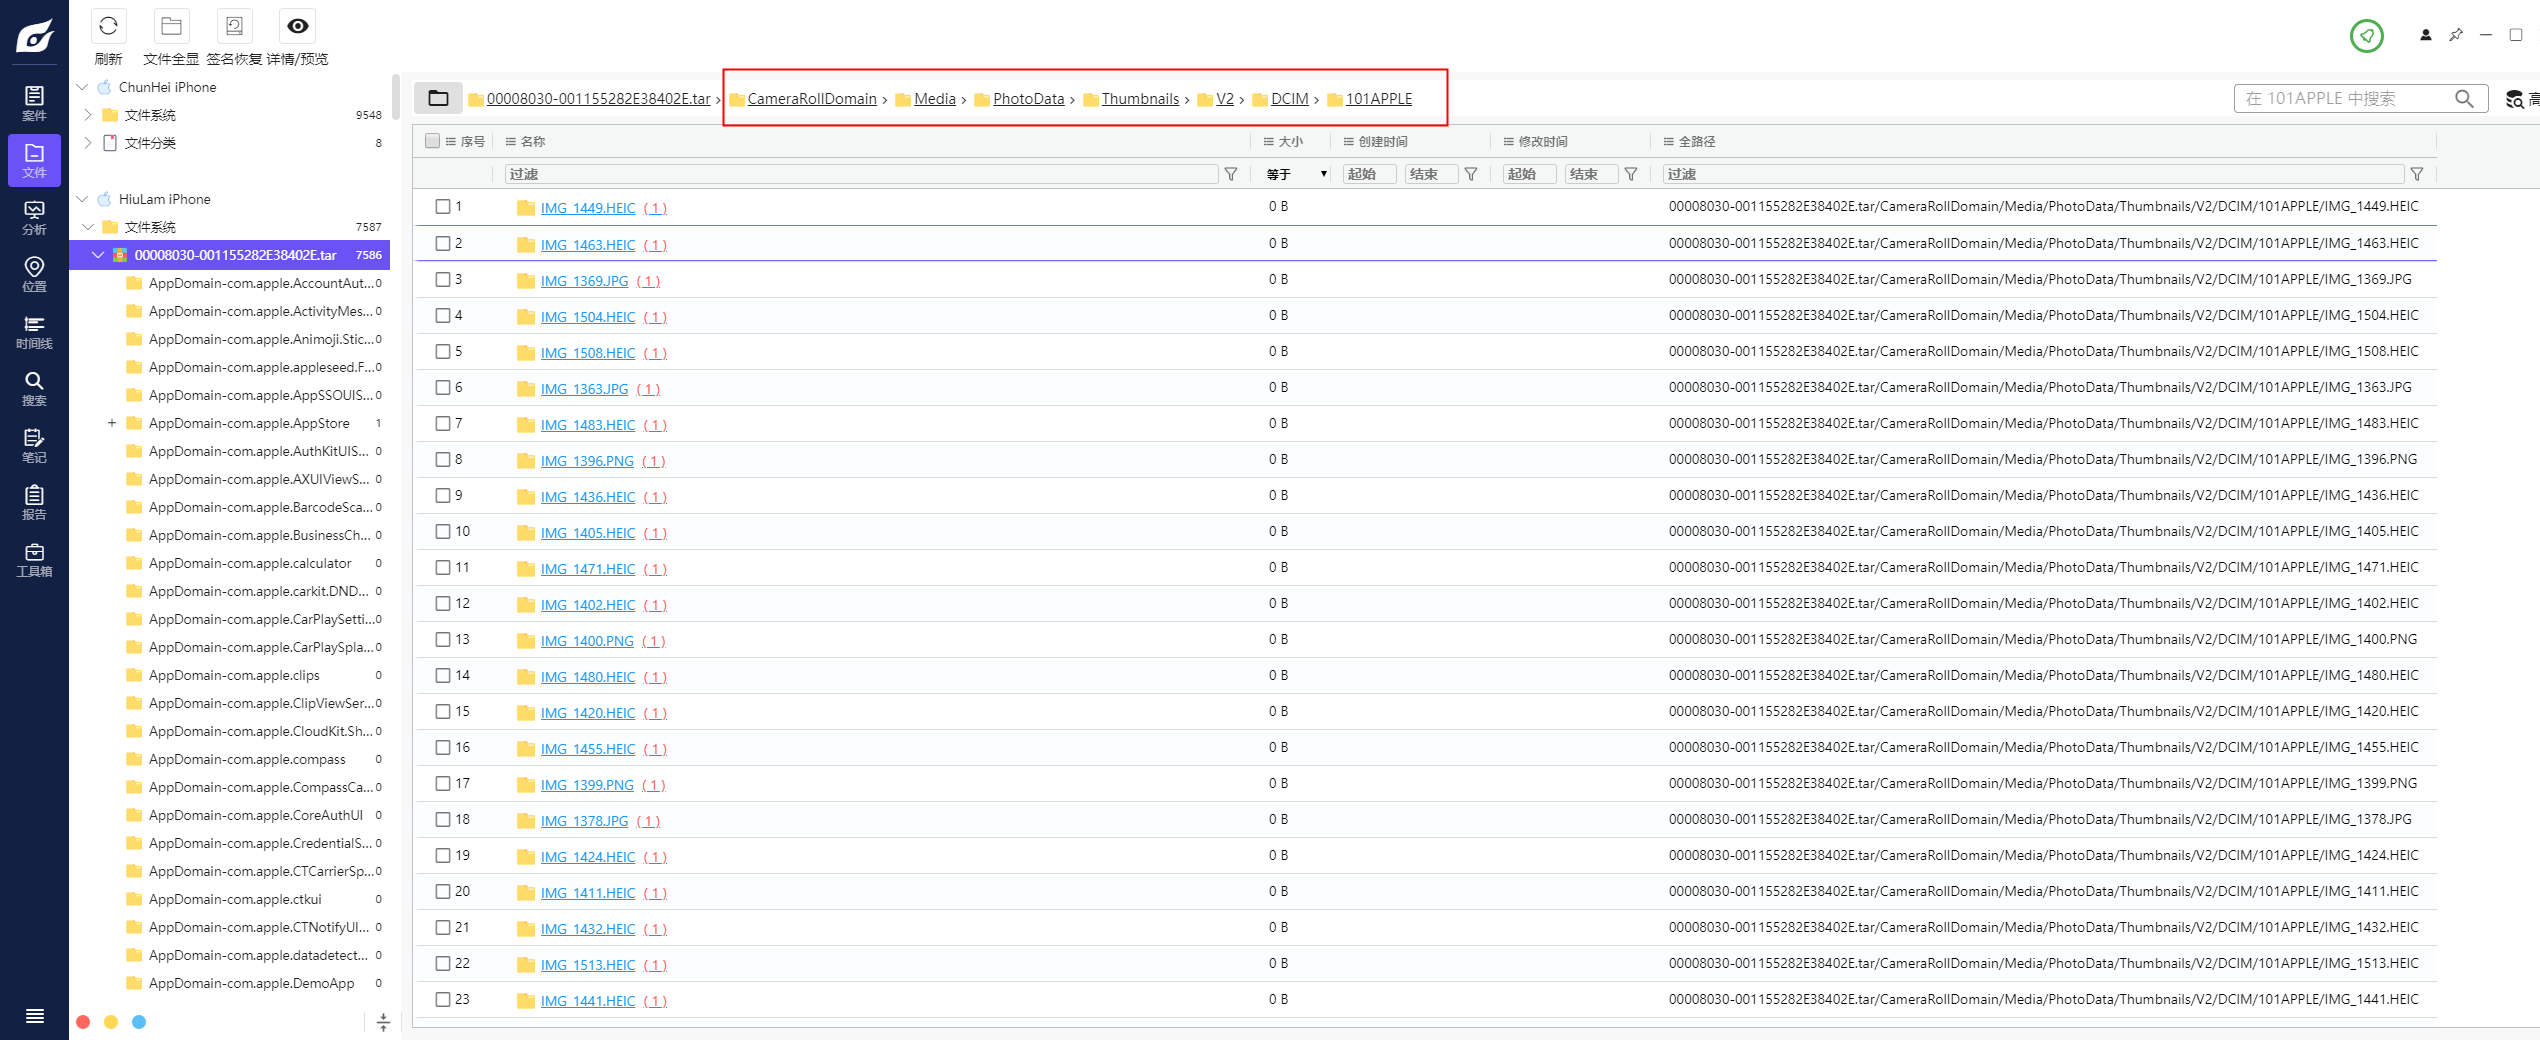 刷新
文件全显
签名恢复
详情/预览
案件
文件
分析
位置
时间线
搜索
笔记
报告
工具箱
ChunHei iPhone
文件系统 9548
文件分类 8
HiuLam iPhone
文件系统 7587
00008030-001155282E38402E.tar 7586
AppDomain-com.apple.AccountAut... 0
AppDomain-com.apple.ActivityMes... 0
AppDomain-com.apple.Animoji.Stic... 0
AppDomain-com.apple.appleseed.F... 0
AppDomain-com.apple.AppSSOUIS... 0
+ AppDomain-com.apple.AppStore 1
AppDomain-com.apple.AuthKitUIS... 0
AppDomain-com.apple.AXUIViewS... 0
AppDomain-com.apple.BarcodeSca... 0
AppDomain-com.apple.BusinessCh... 0
AppDomain-com.apple.calculator 0
AppDomain-com.apple.carkit.DND... 0
AppDomain-com.apple.CarPlaySetti... 0
AppDomain-com.apple.CarPlaySpla... 0
AppDomain-com.apple.clips 0
AppDomain-com.apple.ClipViewSer... 0
AppDomain-com.apple.CloudKit.Sh... 0
AppDomain-com.apple.compass 0
AppDomain-com.apple.CompassCa... 0
AppDomain-com.apple.CoreAuthUI 0
AppDomain-com.apple.CredentialS... 0
AppDomain-com.apple.CTCarrierSp... 0
AppDomain-com.apple.ctkui 0
AppDomain-com.apple.CTNotifyUI... 0
AppDomain-com.apple.datadetect... 0
AppDomain-com.apple.DemoApp 0
00008030-001155282E38402E.tar › CameraRollDomain › Media › PhotoData › Thumbnails › V2 › DCIM › 101APPLE
在 101APPLE 中搜索
高
序号 名称 大小 创建时间 修改时间 全路径
过滤 等于 起始 结束 起始 结束 过滤
1 IMG_1449.HEIC ( 1 ) 0 B 00008030-001155282E38402E.tar/CameraRollDomain/Media/PhotoData/Thumbnails/V2/DCIM/101APPLE/IMG_1449.HEIC
2 IMG_1463.HEIC ( 1 ) 0 B 00008030-001155282E38402E.tar/CameraRollDomain/Media/PhotoData/Thumbnails/V2/DCIM/101APPLE/IMG_1463.HEIC
3 IMG_1369.JPG ( 1 ) 0 B 00008030-001155282E38402E.tar/CameraRollDomain/Media/PhotoData/Thumbnails/V2/DCIM/101APPLE/IMG_1369.JPG
4 IMG_1504.HEIC ( 1 ) 0 B 00008030-001155282E38402E.tar/CameraRollDomain/Media/PhotoData/Thumbnails/V2/DCIM/101APPLE/IMG_1504.HEIC
5 IMG_1508.HEIC ( 1 ) 0 B 00008030-001155282E38402E.tar/CameraRollDomain/Media/PhotoData/Thumbnails/V2/DCIM/101APPLE/IMG_1508.HEIC
6 IMG_1363.JPG ( 1 ) 0 B 00008030-001155282E38402E.tar/CameraRollDomain/Media/PhotoData/Thumbnails/V2/DCIM/101APPLE/IMG_1363.JPG
7 IMG_1483.HEIC ( 1 ) 0 B 00008030-001155282E38402E.tar/CameraRollDomain/Media/PhotoData/Thumbnails/V2/DCIM/101APPLE/IMG_1483.HEIC
8 IMG_1396.PNG ( 1 ) 0 B 00008030-001155282E38402E.tar/CameraRollDomain/Media/PhotoData/Thumbnails/V2/DCIM/101APPLE/IMG_1396.PNG
9 IMG_1436.HEIC ( 1 ) 0 B 00008030-001155282E38402E.tar/CameraRollDomain/Media/PhotoData/Thumbnails/V2/DCIM/101APPLE/IMG_1436.HEIC
10 IMG_1405.HEIC ( 1 ) 0 B 00008030-001155282E38402E.tar/CameraRollDomain/Media/PhotoData/Thumbnails/V2/DCIM/101APPLE/IMG_1405.HEIC
11 IMG_1471.HEIC ( 1 ) 0 B 00008030-001155282E38402E.tar/CameraRollDomain/Media/PhotoData/Thumbnails/V2/DCIM/101APPLE/IMG_1471.HEIC
12 IMG_1402.HEIC ( 1 ) 0 B 00008030-001155282E38402E.tar/CameraRollDomain/Media/PhotoData/Thumbnails/V2/DCIM/101APPLE/IMG_1402.HEIC
13 IMG_1400.PNG ( 1 ) 0 B 00008030-001155282E38402E.tar/CameraRollDomain/Media/PhotoData/Thumbnails/V2/DCIM/101APPLE/IMG_1400.PNG
14 IMG_1480.HEIC ( 1 ) 0 B 00008030-001155282E38402E.tar/CameraRollDomain/Media/PhotoData/Thumbnails/V2/DCIM/101APPLE/IMG_1480.HEIC
15 IMG_1420.HEIC ( 1 ) 0 B 00008030-001155282E38402E.tar/CameraRollDomain/Media/PhotoData/Thumbnails/V2/DCIM/101APPLE/IMG_1420.HEIC
16 IMG_1455.HEIC ( 1 ) 0 B 00008030-001155282E38402E.tar/CameraRollDomain/Media/PhotoData/Thumbnails/V2/DCIM/101APPLE/IMG_1455.HEIC
17 IMG_1399.PNG ( 1 ) 0 B 00008030-001155282E38402E.tar/CameraRollDomain/Media/PhotoData/Thumbnails/V2/DCIM/101APPLE/IMG_1399.PNG
18 IMG_1378.JPG ( 1 ) 0 B 00008030-001155282E38402E.tar/CameraRollDomain/Media/PhotoData/Thumbnails/V2/DCIM/101APPLE/IMG_1378.JPG
19 IMG_1424.HEIC ( 1 ) 0 B 00008030-001155282E38402E.tar/CameraRollDomain/Media/PhotoData/Thumbnails/V2/DCIM/101APPLE/IMG_1424.HEIC
20 IMG_1411.HEIC ( 1 ) 0 B 00008030-001155282E38402E.tar/CameraRollDomain/Media/PhotoData/Thumbnails/V2/DCIM/101APPLE/IMG_1411.HEIC
21 IMG_1432.HEIC ( 1 ) 0 B 00008030-001155282E38402E.tar/CameraRollDomain/Media/PhotoData/Thumbnails/V2/DCIM/101APPLE/IMG_1432.HEIC
22 IMG_1513.HEIC ( 1 ) 0 B 00008030-001155282E38402E.tar/CameraRollDomain/Media/PhotoData/Thumbnails/V2/DCIM/101APPLE/IMG_1513.HEIC
23 IMG_1441.HEIC ( 1 ) 0 B 00008030-001155282E38402E.tar/CameraRollDomain/Media/PhotoData/Thumbnails/V2/DCIM/101APPLE/IMG_1441.HEIC